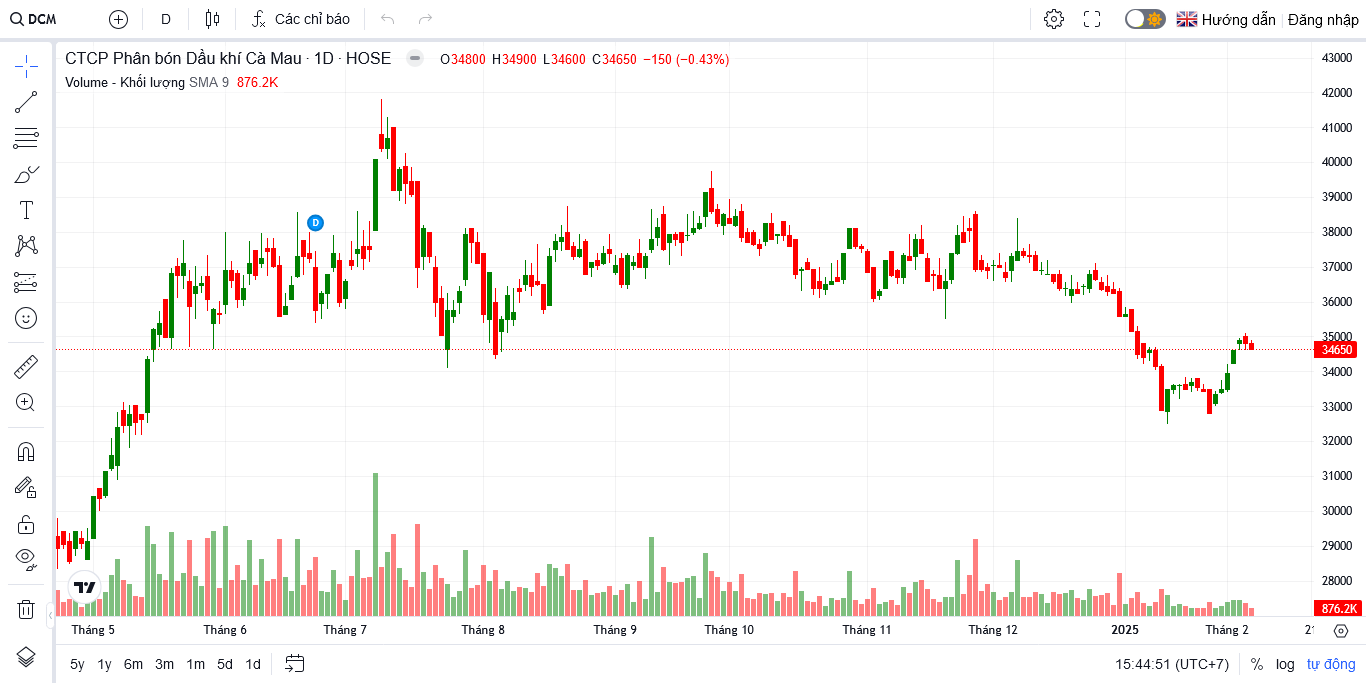 DCM D Các chỉ báo Hướng dẫn Đăng nhập
CTCP Phân bón Dầu khí Cà Mau · 1D · HOSE O34800 H34900 L34600 C34650 −150 (−0.43%)
Volume - Khối lượng SMA 9 876.2K
D
43000
42000
41000
40000
39000
38000
37000
36000
35000
34650
34000
33000
32000
31000
30000
29000
28000
876.2K
Tháng 5 Tháng 6 Tháng 7 Tháng 8 Tháng 9 Tháng 10 Tháng 11 Tháng 12 2025 Tháng 2
5y 1y 6m 3m 1m 5d 1d 15:44:51 (UTC+7) % log tự động